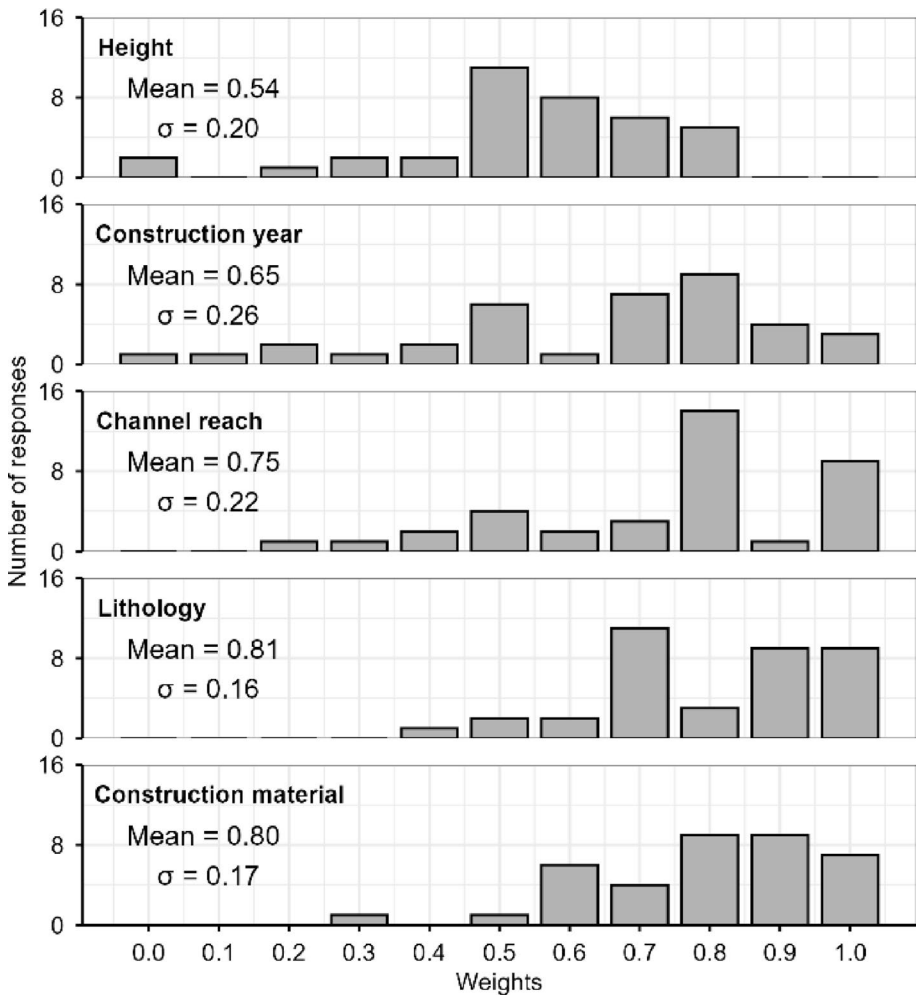 Number of responses
16
Height
Mean = 0.54
8
σ = 0.20
0
16
Construction year
Mean = 0.65
8
σ = 0.26
0
16
Channel reach
Mean = 0.75
8
σ = 0.22
0
16
Lithology
Mean = 0.81
8
σ = 0.16
0
16
Construction material
Mean = 0.80
8
σ = 0.17
0
0.0 0.1 0.2 0.3 0.4 0.5 0.6 0.7 0.8 0.9 1.0
Weights